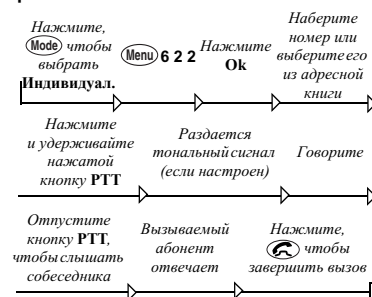 Нажмите,
Mode чтобы
выбрать
Индивидуал.
Menu 6 2 2
Нажмите
Ok
Наберите
номер или
выберите его
из адресной
книги
Нажмите
и удерживайте
нажатой
кнопку PTT
Раздается
тональный сигнал
(если настроен)
Говорите
Отпустите
кнопку PTT,
чтобы слышать
собеседника
Вызываемый
абонент
отвечает
Нажмите,
чтобы
завершить вызов